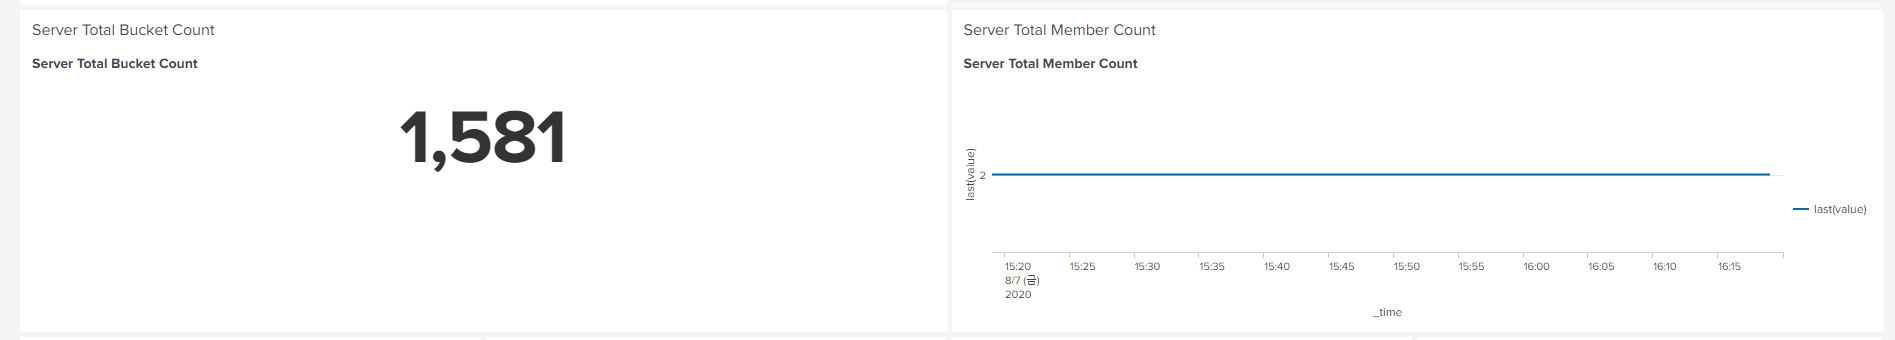 Server Total Bucket Count
Server Total Bucket Count
1,581
Server Total Member Count
Server Total Member Count
last(value)
2
last(value)
15:20 15:25 15:30 15:35 15:40 15:45 15:50 15:55 16:00 16:05 16:10 16:15
8/7 (금)
2020
_time